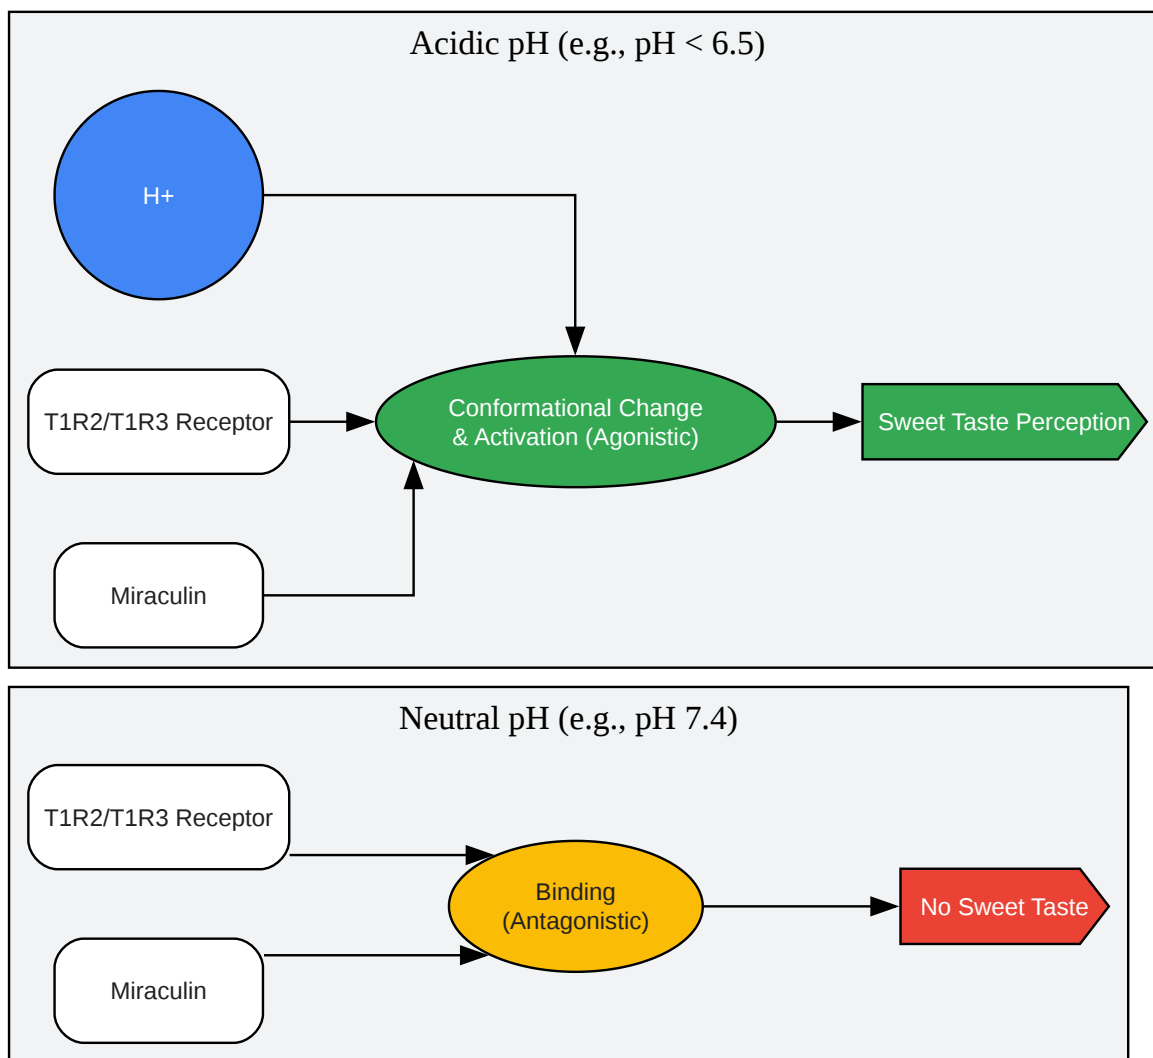 Acidic pH (e.g., pH < 6.5)
H+
T1R2/T1R3 Receptor
Conformational Change
& Activation (Agonistic)
Sweet Taste Perception
Miraculin
Neutral pH (e.g., pH 7.4)
T1R2/T1R3 Receptor
Binding
(Antagonistic)
No Sweet Taste
Miraculin